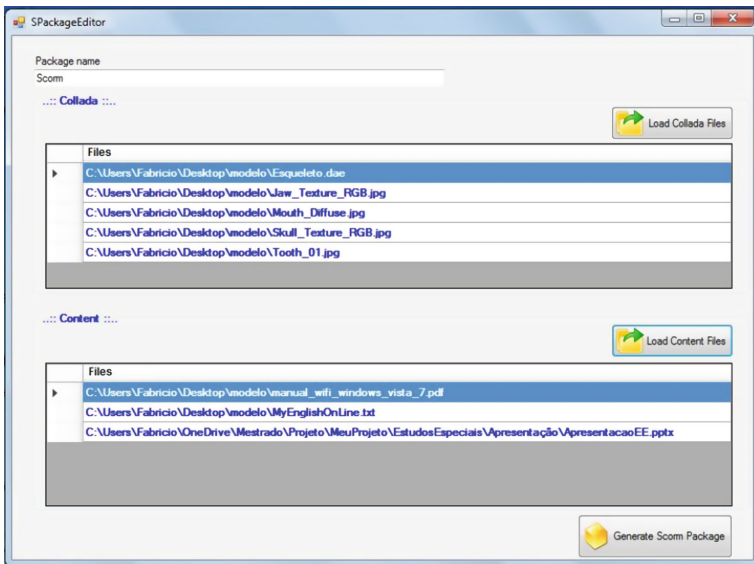 SPackageEditor
Package name
Scorm
..:: Collada ::..
Load Collada Files
Files
C:\Users\Fabricio\Desktop\modelo\Esqueleto.dae
C:\Users\Fabricio\Desktop\modelo\Jaw_Texture_RGB.jpg
C:\Users\Fabricio\Desktop\modelo\Mouth_Diffuse.jpg
C:\Users\Fabricio\Desktop\modelo\Skull_Texture_RGB.jpg
C:\Users\Fabricio\Desktop\modelo\Tooth_01.jpg
..:: Content ::..
Load Content Files
Files
C:\Users\Fabricio\Desktop\modelo\manual_wifi_windows_vista_7.pdf
C:\Users\Fabricio\Desktop\modelo\MyEnglishOnLine.txt
C:\Users\Fabricio\OneDrive\Mestrado\Projeto\MeuProjeto\EstudosEspeciais\Apresentação\ApresentacaoEE.pptx
Generate Scorm Package